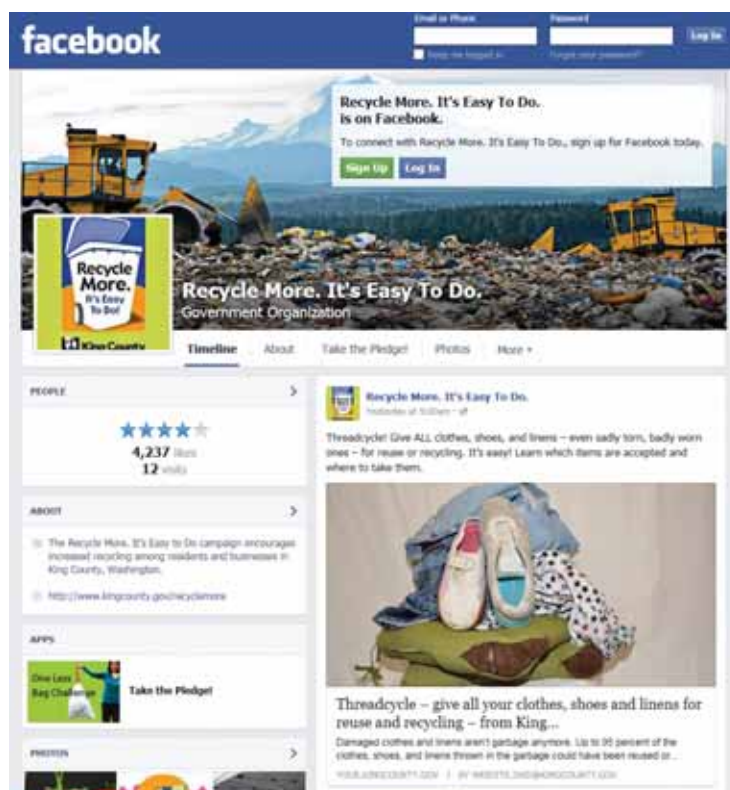 facebook
Email or Phone
Password
Log In
Keep me logged in
Forgot your password?
Recycle More. It's Easy To Do.
is on Facebook.
To connect with Recycle More. It's Easy To Do., sign up for Facebook today.
Sign Up
Log In
Recycle
More.
It's Easy
To Do!
King County
Recycle More. It's Easy To Do.
Government Organization
Timeline
About
Take the Pledge!
Photos
More
PEOPLE
4,237 likes
12 visits
ABOUT
The Recycle More. It's Easy to Do campaign encourages
increased recycling among residents and businesses in
King County, Washington.
http://www.kingcounty.gov/recyclemore
APPS
One Less
Bag Challenge
Take the Pledge!
PHOTOS
Recycle More. It's Easy To Do.
Yesterday at
Threadcycle! Give ALL clothes, shoes, and linens – even sadly torn, badly worn
ones – for reuse or recycling. It's easy! Learn which items are accepted and
where to take them.
Threadcycle – give all your clothes, shoes and linens for
reuse and recycling – from King...
Damaged clothes and linens aren't garbage anymore. Up to 95 percent of the
clothes, shoes, and linens thrown in the garbage could have been reused or...
YOUR.KINGCOUNTY.GOV | BY